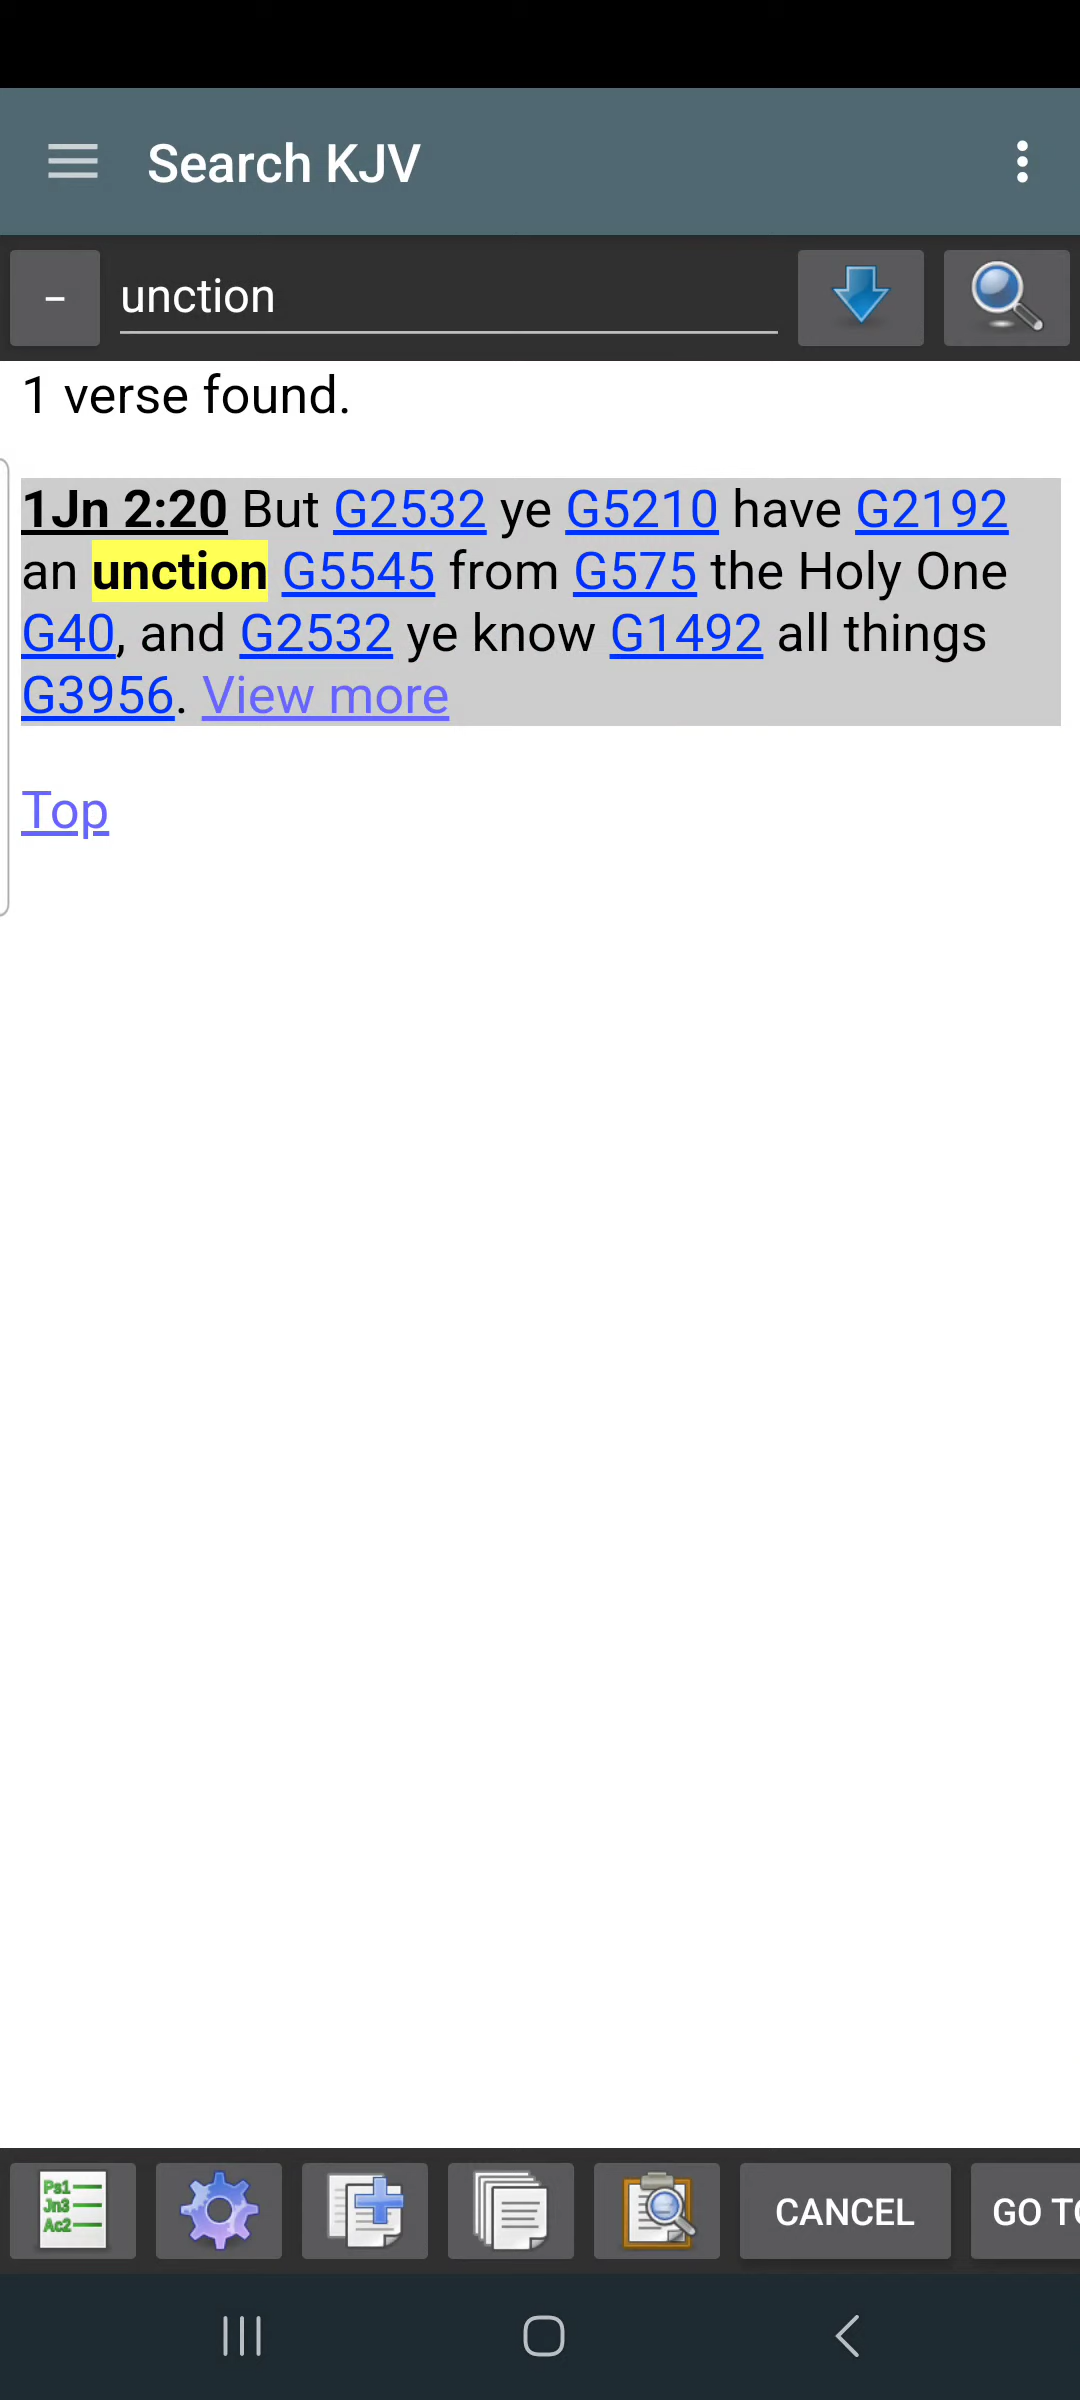 Search KJV
− unction
1 verse found.
1Jn 2:20 But G2532 ye G5210 have G2192
an unction G5545 from G575 the Holy One
G40, and G2532 ye know G1492 all things
G3956. View more
Top
Ps1
Jn3
Ac2
CANCEL
GO TO